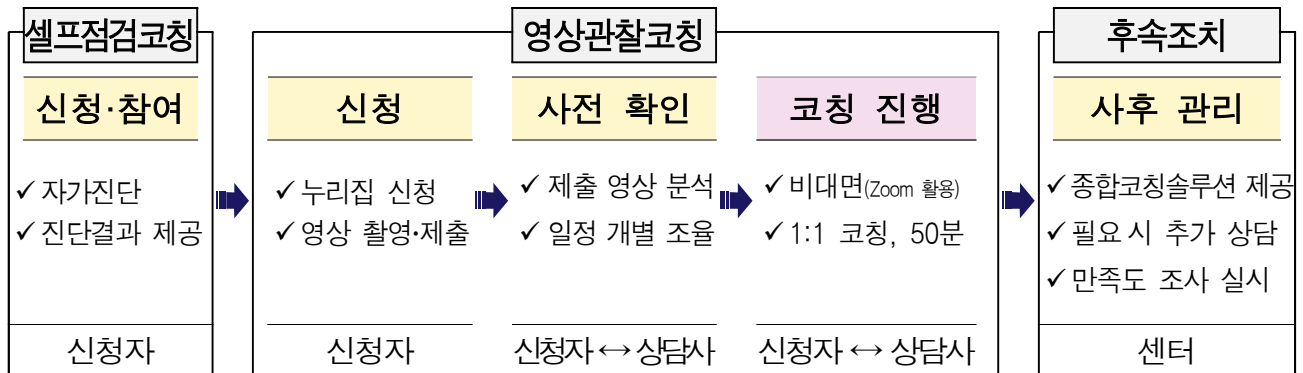 셀프점검코칭
신청·참여
✓ 자가진단
✓ 진단결과 제공
신청자
영상관찰코칭
신청
✓ 누리집 신청
✓ 영상 촬영·제출
신청자
사전 확인
✓ 제출 영상 분석
✓ 일정 개별 조율
신청자 ↔ 상담사
코칭 진행
✓ 비대면(Zoom 활용)
✓ 1:1 코칭, 50분
신청자 ↔ 상담사
후속조치
사후 관리
✓ 종합코칭솔루션 제공
✓ 필요 시 추가 상담
✓ 만족도 조사 실시
센터